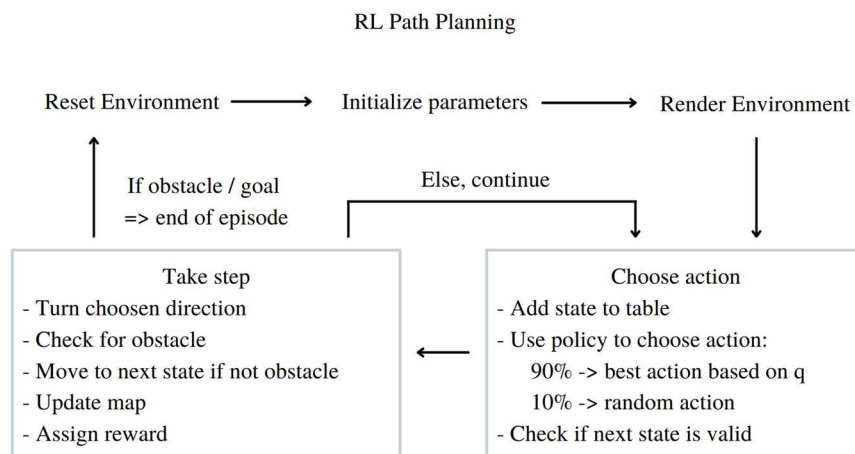 RL Path Planning
Reset Environment
Initialize parameters
Render Environment
If obstacle / goal
=> end of episode
Else, continue
Take step
- Turn choosen direction
- Check for obstacle
- Move to next state if not obstacle
- Update map
- Assign reward
Choose action
- Add state to table
- Use policy to choose action:
90% -> best action based on q
10% -> random action
- Check if next state is valid